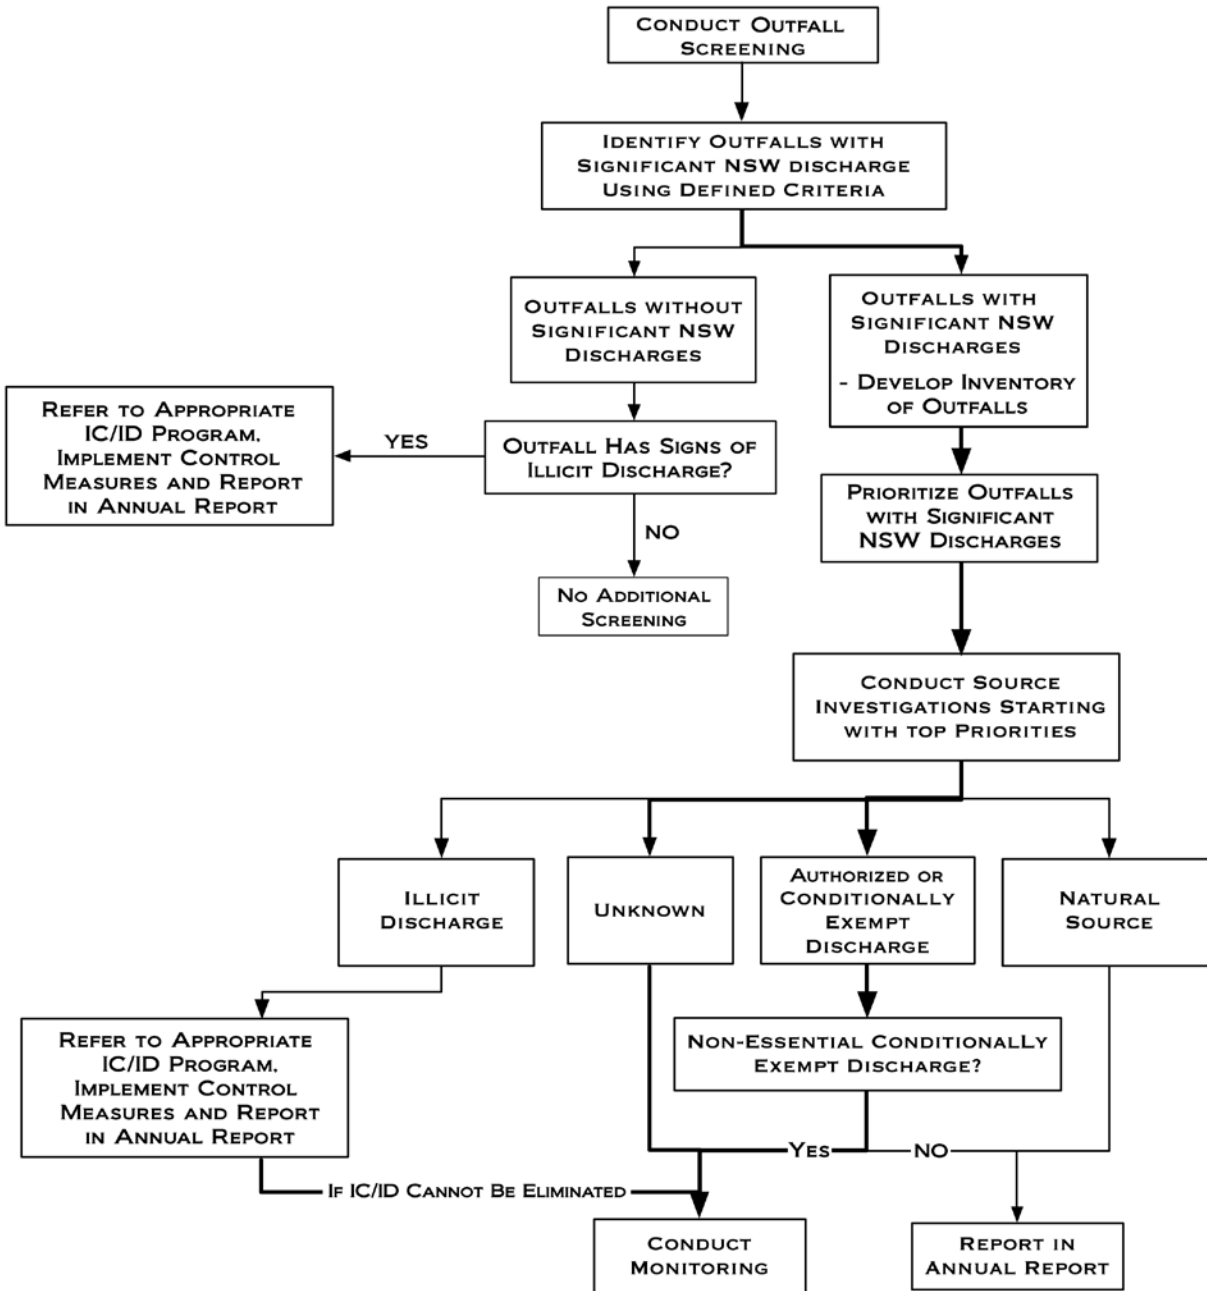 Conduct Outfall
Screening
Identify Outfalls with
Significant NSW discharge
Using Defined Criteria
Outfalls without
Significant NSW
Discharges
Outfalls with
Significant NSW
Discharges
- Develop Inventory
of Outfalls
Refer to Appropriate
IC/ID Program,
Implement Control
Measures and Report
in Annual Report
YES
Outfall Has Signs of
Illicit Discharge?
Prioritize Outfalls
with Significant
NSW Discharges
NO
No Additional
Screening
Conduct Source
Investigations Starting
with top Priorities
Illicit
Discharge
Unknown
Authorized or
Conditionally
Exempt
Discharge
Natural
Source
Refer to Appropriate
IC/ID Program,
Implement Control
Measures and Report
in Annual Report
Non-Essential ConditionalLy
Exempt Discharge?
Yes
NO
If IC/ID Cannot Be Eliminated
Conduct
Monitoring
Report in
Annual Report